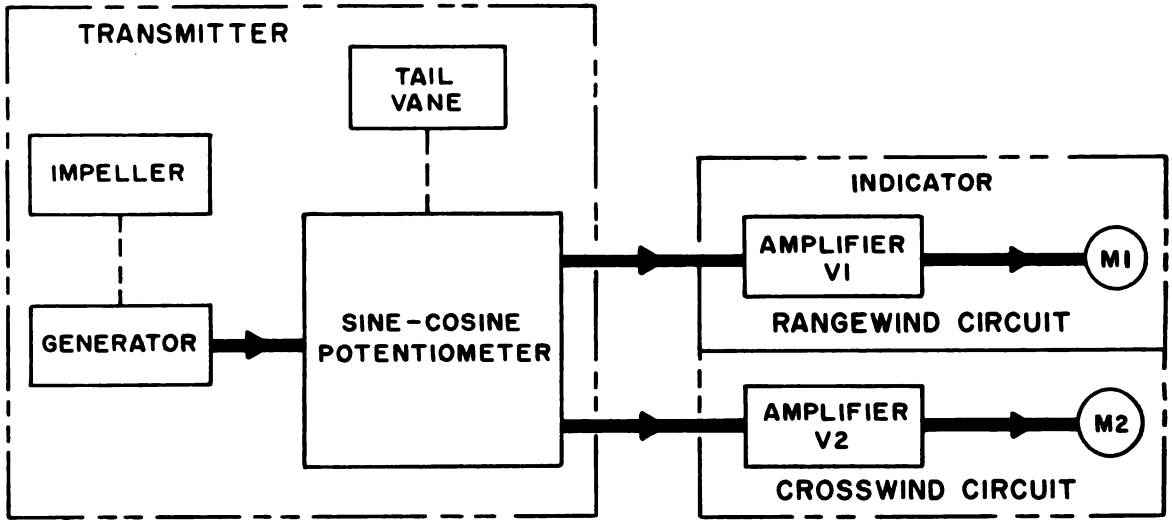 TRANSMITTER
TAIL
VANE
IMPELLER
GENERATOR
SINE-COSINE
POTENTIOMETER
INDICATOR
AMPLIFIER
V1
M1
RANGEWIND CIRCUIT
AMPLIFIER
V2
M2
CROSSWIND CIRCUIT